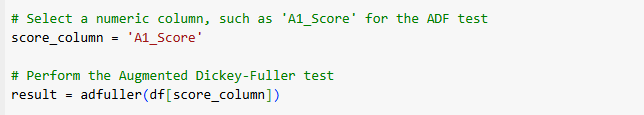 # Select a numeric column, such as 'A1_Score' for the ADF test
score_column = 'A1_Score'
# Perform the Augmented Dickey-Fuller test
result = adfuller(df[score_column])